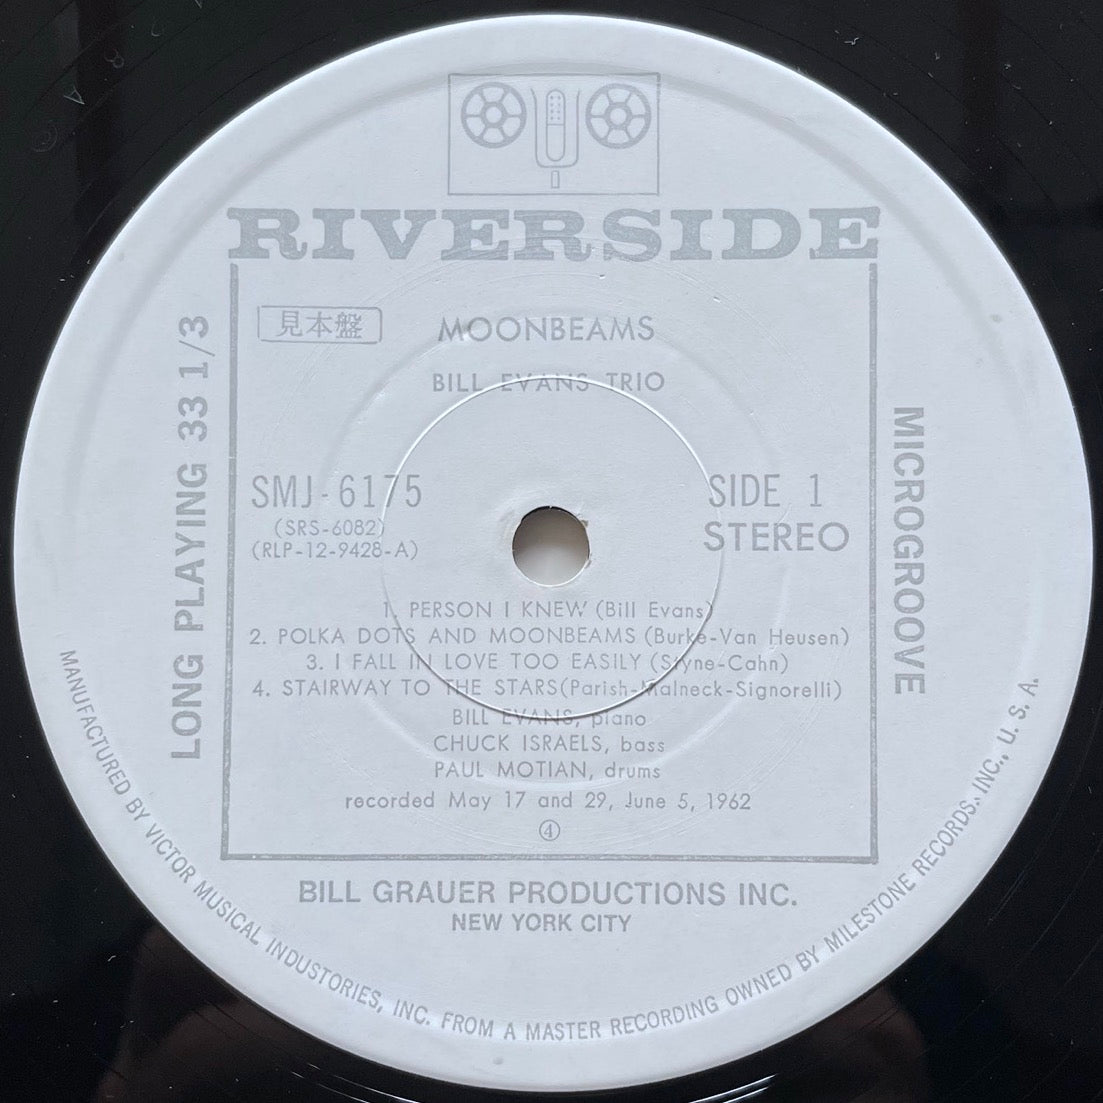 RIVERSIDE
見本盤
MOONBEAMS
BILL EVANS TRIO
LONG PLAYING 33 1/3
MICROGROOVE
SMJ-6175
(SRS-6082)
(RLP-12-9428-A)
SIDE 1
STEREO
1. PERSON I KNEW (Bill Evans)
2. POLKA DOTS AND MOONBEAMS (Burke-Van Heusen)
3. I FALL IN LOVE TOO EASILY (Styne-Cahn)
4. STAIRWAY TO THE STARS(Parish-Malneck-Signorelli)
BILL EVANS, piano
CHUCK ISRAELS, bass
PAUL MOTIAN, drums
recorded May 17 and 29, June 5, 1962
④
BILL GRAUER PRODUCTIONS INC.
NEW YORK CITY
MANUFACTURED BY VICTOR MUSICAL INDUSTORIES, INC. FROM A MASTER RECORDING OWNED BY MILESTONE RECORDS, INC., U. S. A.